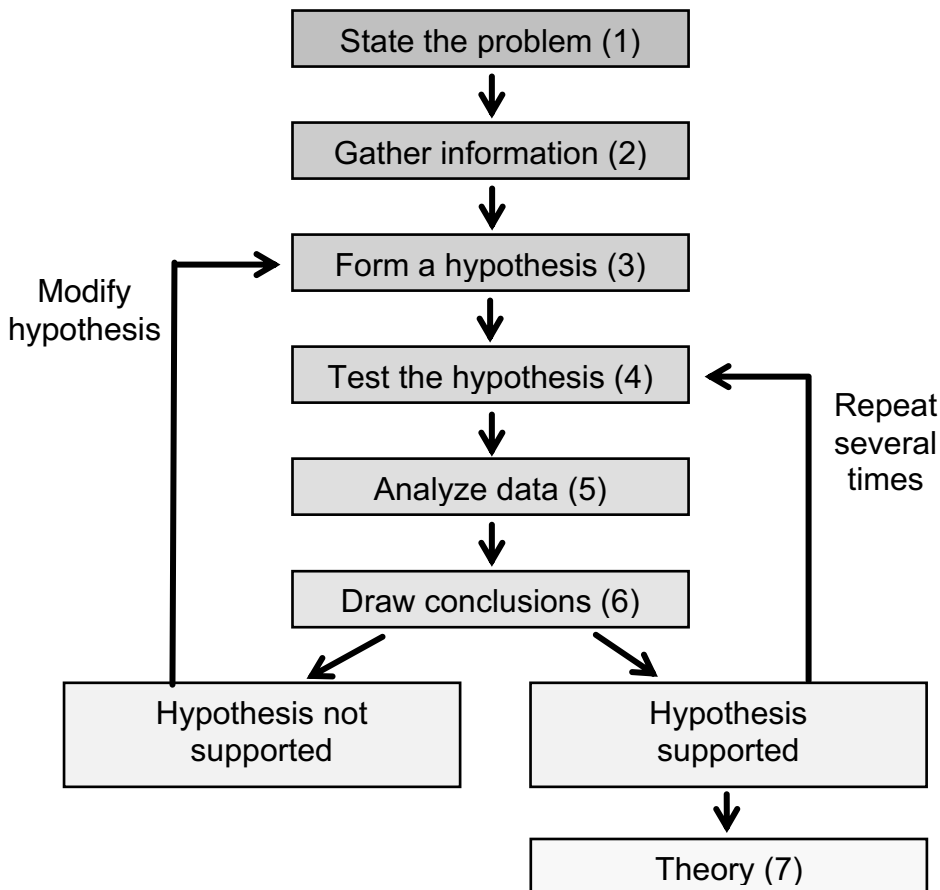 State the problem (1)
Gather information (2)
Form a hypothesis (3)
Modify
hypothesis
Test the hypothesis (4)
Repeat
several
times
Analyze data (5)
Draw conclusions (6)
Hypothesis not
supported
Hypothesis
supported
Theory (7)